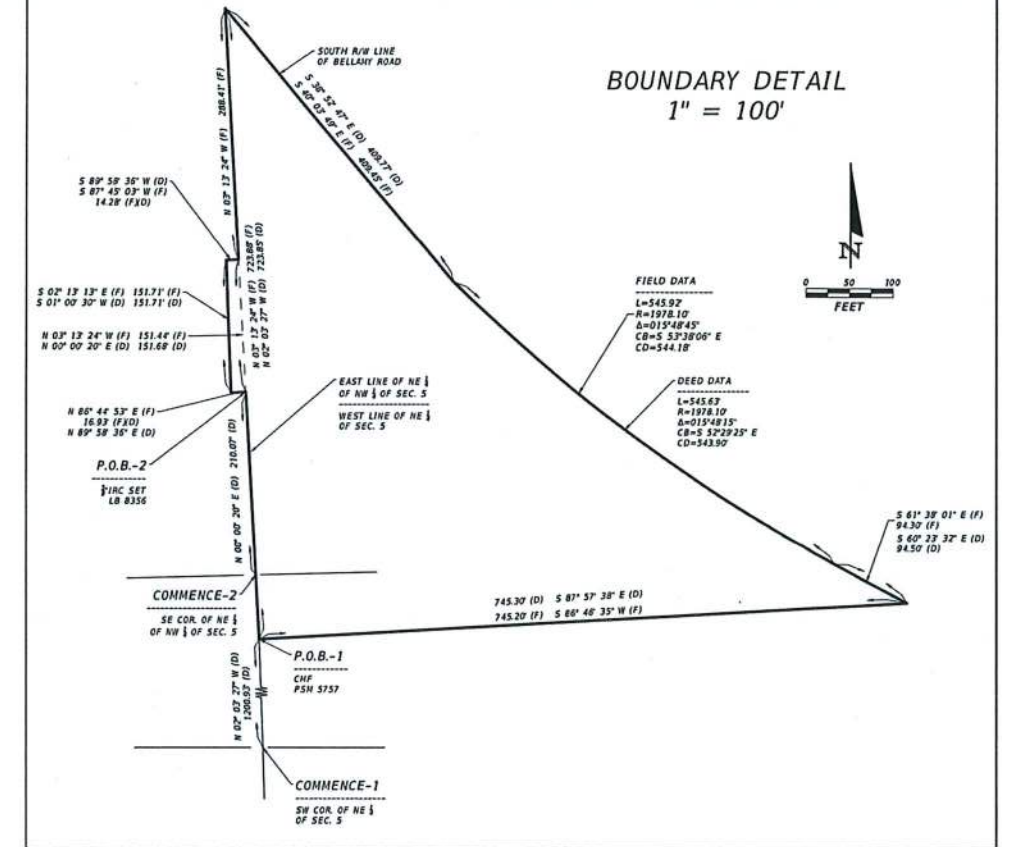 SOUTH R/W LINE
OF BELLAMY ROAD
BOUNDARY DETAIL
1" = 100'
S 38° 52' 47" E (D) 409.77' (D)
S 40° 03' 49" E (F) 409.45' (F)
N 03° 13' 24" W (F) 288.41' (F)
S 89° 58' 36" W (D)
S 87° 45' 03" W (F)
14.28' (F)(D)
N
0 50 100
FEET
N 03° 13' 24" W (F) 723.88' (F)
N 02° 03' 27" W (D) 723.85' (D)
S 02° 13' 13" E (F) 151.71' (F)
S 01° 00' 30" W (D) 151.71' (D)
N 03° 13' 24" W (F) 151.44' (F)
N 00° 00' 20" E (D) 151.68' (D)
FIELD DATA
L=545.92'
R=1978.10'
Δ=015°48'45"
CB=S 53°38'06" E
CD=544.18'
DEED DATA
L=545.63'
R=1978.10'
Δ=015°48'15"
CB=S 52°29'25" E
CD=543.90'
EAST LINE OF NE ¼
OF NW ¼ OF SEC. 5
WEST LINE OF NE ¼
OF SEC. 5
N 86° 44' 53" E (F)
16.93' (F)(D)
N 89° 58' 36" E (D)
P.O.B.-2
IRC SET
LB 8356
N 00° 00' 20" E (D) 210.07' (D)
S 61° 38' 01" E (F)
94.30' (F)
S 60° 23' 32" E (D)
94.50' (D)
COMMENCE-2
SE COR. OF NE ¼
OF NW ¼ OF SEC. 5
745.30' (D) S 87° 57' 38" E (D)
745.20' (F) S 86° 46' 35" W (F)
P.O.B.-1
CMF
PSM 5757
N 02° 03' 27" W (D)
1200.93' (D)
COMMENCE-1
SW COR. OF NE ¼
OF SEC. 5